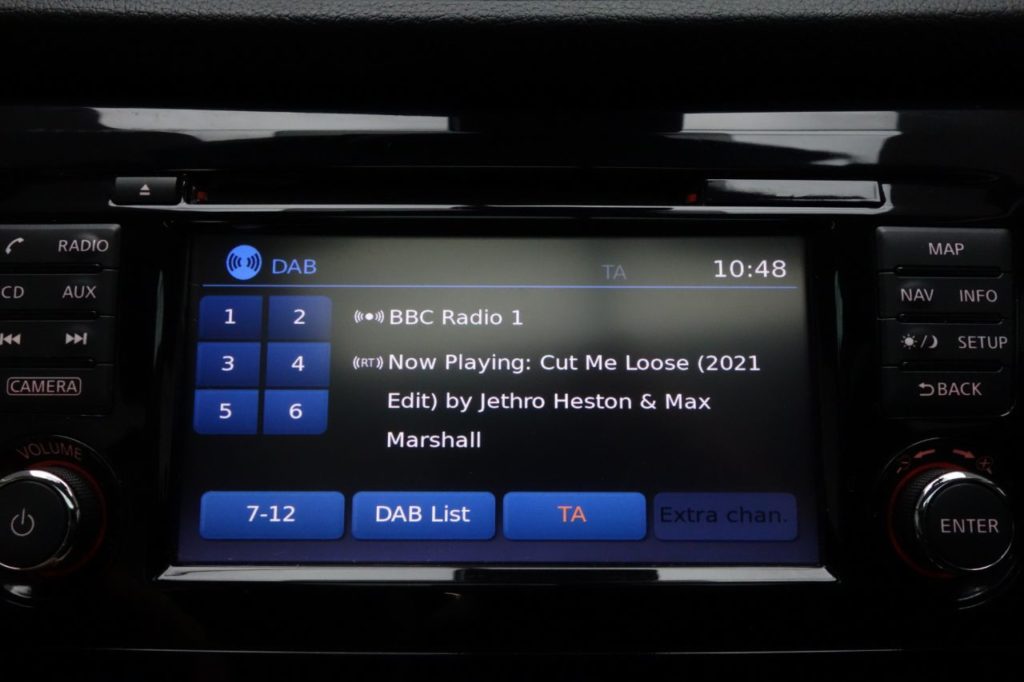 RADIO
CD AUX
CAMERA
VOLUME
DAB TA 10:48
1 2
3 4
5 6
BBC Radio 1
RT Now Playing: Cut Me Loose (2021
Edit) by Jethro Heston & Max
Marshall
7-12 DAB List TA Extra chan.
MAP
NAV INFO
SETUP
BACK
ENTER